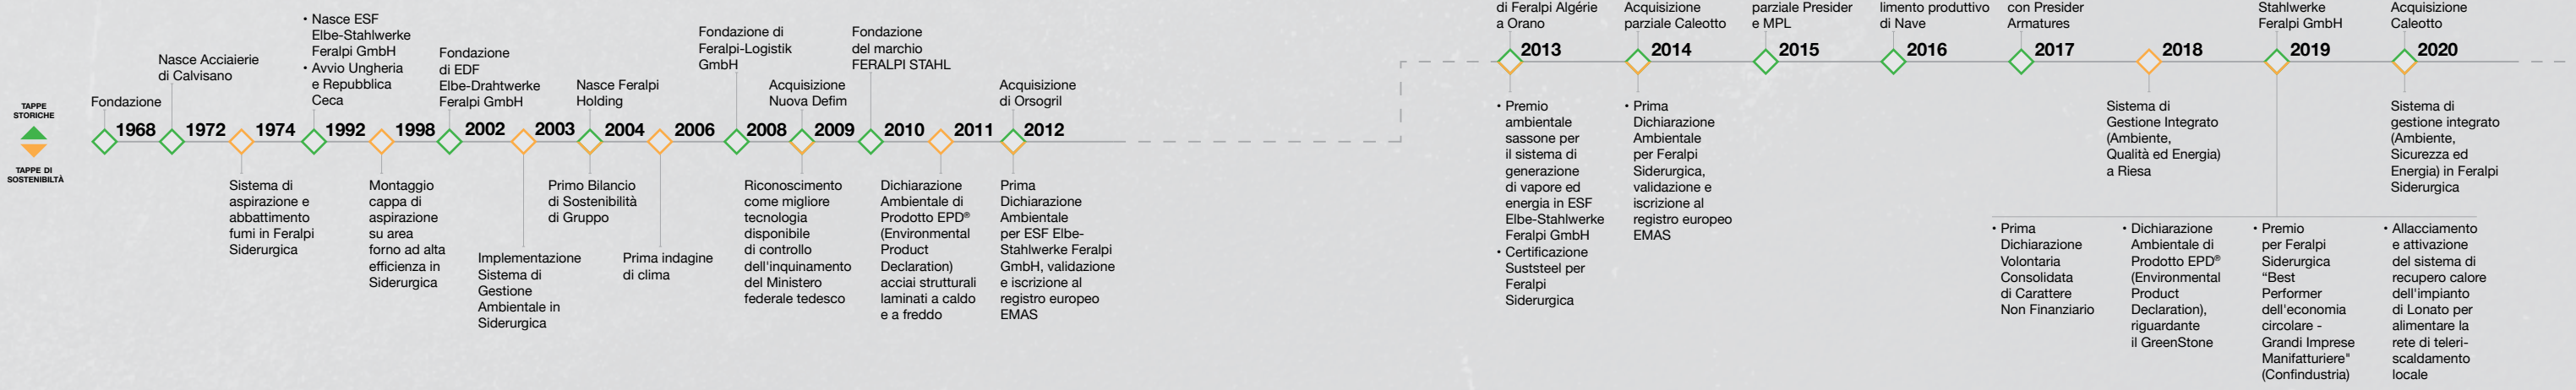 TAPPE
STORICHE
TAPPE DI
SOSTENIBILTÀ
Fondazione
1968
Nasce Acciaierie
di Calvisano
1972
1974
Sistema di
aspirazione e
abbattimento
fumi in Feralpi
Siderurgica
• Nasce ESF
Elbe-Stahlwerke
Feralpi GmbH
• Avvio Ungheria
e Repubblica
Ceca
1992
1998
Montaggio
cappa di
aspirazione
su area
forno ad alta
efficienza in
Siderurgica
Fondazione
di EDF
Elbe-Drahtwerke
Feralpi GmbH
2002
2003
Implementazione
Sistema di
Gestione
Ambientale in
Siderurgica
Nasce Feralpi
Holding
2004
Primo Bilancio
di Sostenibilità
di Gruppo
2006
Prima indagine
di clima
Fondazione di
Feralpi-Logistik
GmbH
2008
Acquisizione
Nuova Defim
2009
Riconoscimento
come migliore
tecnologia
disponibile
di controllo
dell'inquinamento
del Ministero
federale tedesco
Fondazione
del marchio
FERALPI STAHL
2010
2011
Dichiarazione
Ambientale di
Prodotto EPD®
(Environmental
Product
Declaration)
acciai strutturali
laminati a caldo
e a freddo
Acquisizione
di Orsogril
2012
Prima
Dichiarazione
Ambientale
per ESF Elbe-
Stahlwerke Feralpi
GmbH, validazione
e iscrizione al
registro europeo
EMAS
di Feralpi Algérie
a Orano
2013
• Premio
ambientale
sassone per
il sistema di
generazione
di vapore ed
energia in ESF
Elbe-Stahlwerke
Feralpi GmbH
• Certificazione
Suststeel per
Feralpi
Siderurgica
Acquisizione
parziale Caleotto
2014
• Prima
Dichiarazione
Ambientale
per Feralpi
Siderurgica,
validazione e
iscrizione al
registro europeo
EMAS
parziale Presider
e MPL
2015
limento produttivo
di Nave
2016
con Presider
Armatures
2017
2018
Sistema di
Gestione Integrato
(Ambiente,
Qualità ed Energia)
a Riesa
Stahlwerke
Feralpi GmbH
2019
• Prima
Dichiarazione
Volontaria
Consolidata
di Carattere
Non Finanziario
• Dichiarazione
Ambientale di
Prodotto EPD®
(Environmental
Product
Declaration),
riguardante
il GreenStone
• Premio
per Feralpi
Siderurgica
“Best
Performer
dell'economia
circolare -
Grandi Imprese
Manifatturiere"
(Confindustria)
Acquisizione
Caleotto
2020
Sistema di
gestione integrato
(Ambiente,
Sicurezza ed
Energia) in Feralpi
Siderurgica
• Allacciamento
e attivazione
del sistema di
recupero calore
dell'impianto
di Lonato per
alimentare la
rete di teleri-
scaldamento
locale